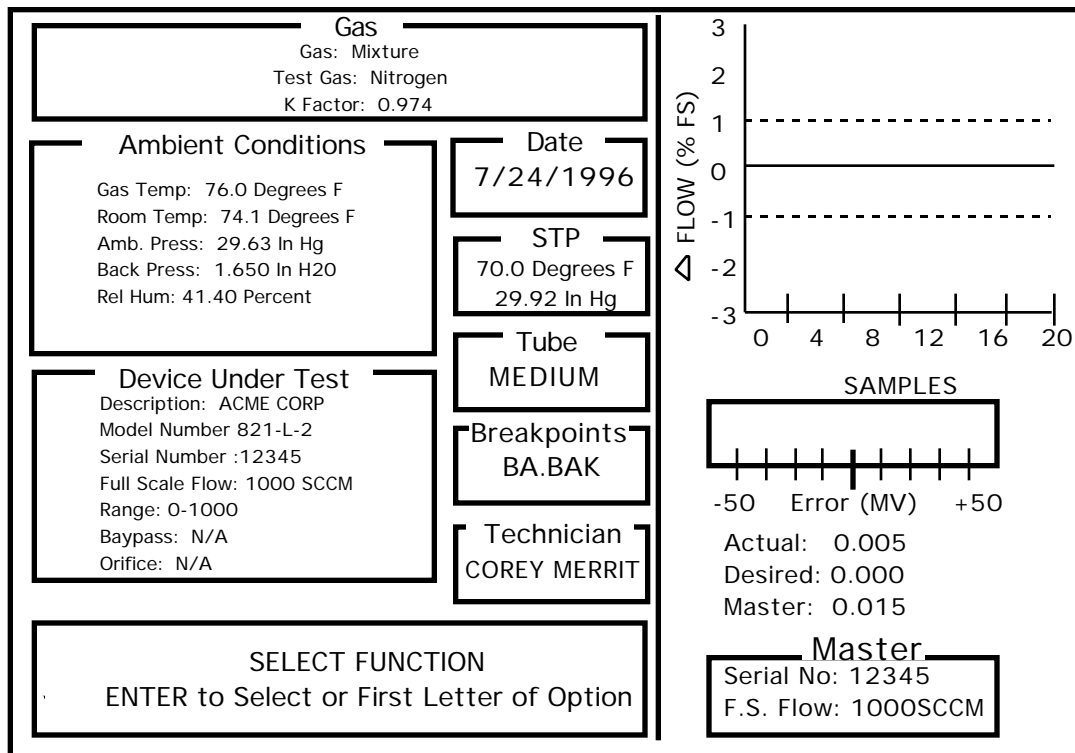 Gas
Gas: Mixture
Test Gas: Nitrogen
K Factor: 0.974
Ambient Conditions
Gas Temp: 76.0 Degrees F
Room Temp: 74.1 Degrees F
Amb. Press: 29.63 In Hg
Back Press: 1.650 In H20
Rel Hum: 41.40 Percent
Date
7/24/1996
STP
70.0 Degrees F
29.92 In Hg
Tube
MEDIUM
Device Under Test
Description: ACME CORP
Model Number 821-L-2
Serial Number :12345
Full Scale Flow: 1000 SCCM
Range: 0-1000
Baypass: N/A
Orifice: N/A
Breakpoints
BA.BAK
Technician
COREY MERRIT
SELECT FUNCTION
ENTER to Select or First Letter of Option
Δ FLOW (% FS)
3
2
1
0
-1
-2
-3
0 4 8 12 16 20
SAMPLES
-50 Error (MV) +50
Actual: 0.005
Desired: 0.000
Master: 0.015
Master
Serial No: 12345
F.S. Flow: 1000SCCM